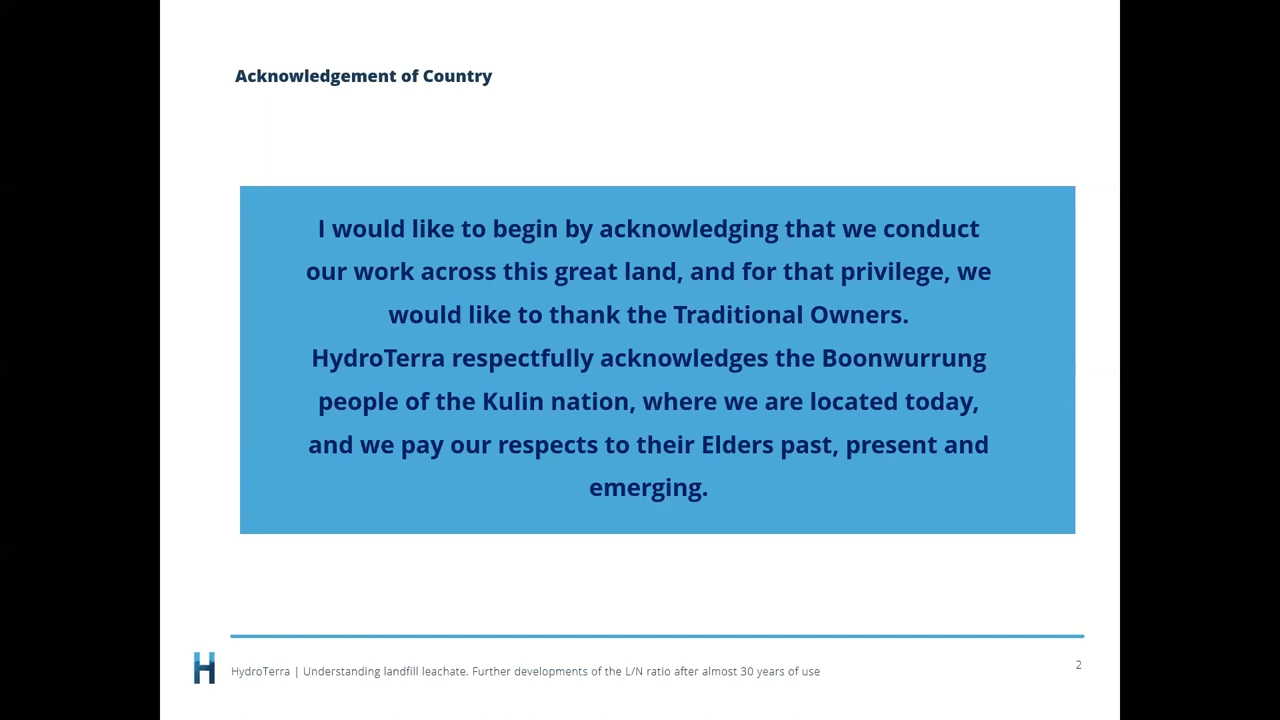 Acknowledgement of Country
I would like to begin by acknowledging that we conduct
our work across this great land, and for that privilege, we
would like to thank the Traditional Owners.
HydroTerra respectfully acknowledges the Boonwurrung
people of the Kulin nation, where we are located today,
and we pay our respects to their Elders past, present and
emerging.
HydroTerra | Understanding landfill leachate. Further developments of the L/N ratio after almost 30 years of use
2